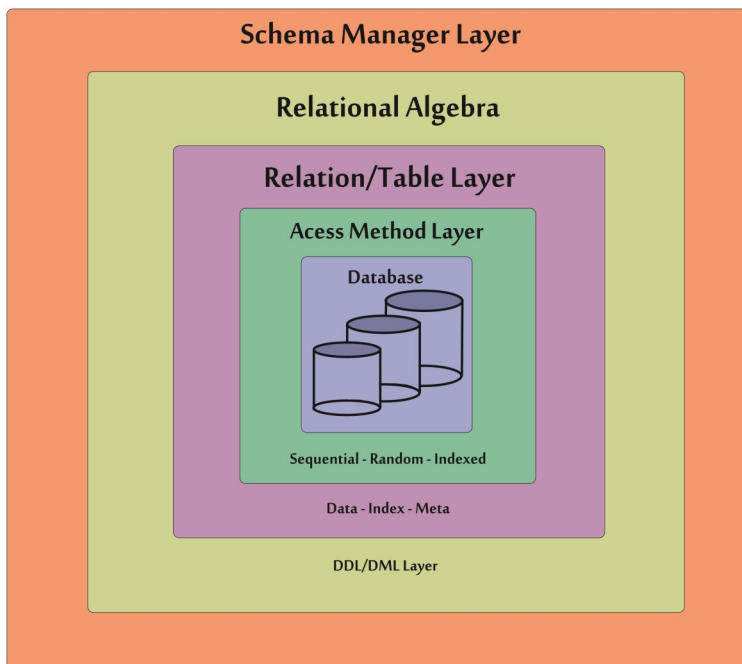 Schema Manager Layer
Relational Algebra
Relation/Table Layer
Acess Method Layer
Database
Sequential - Random - Indexed
Data - Index - Meta
DDL/DML Layer